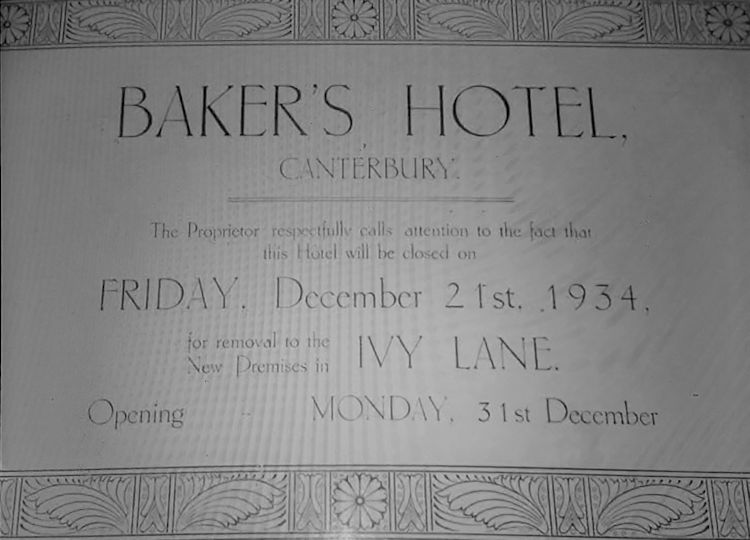 BAKER'S HOTEL,
CANTERBURY.
The Proprietor respectfully calls attention to the fact that
this Hotel will be closed on
FRIDAY, December 21st, 1934,
for removal to the
New Premises in IVY LANE.
Opening - MONDAY, 31st December